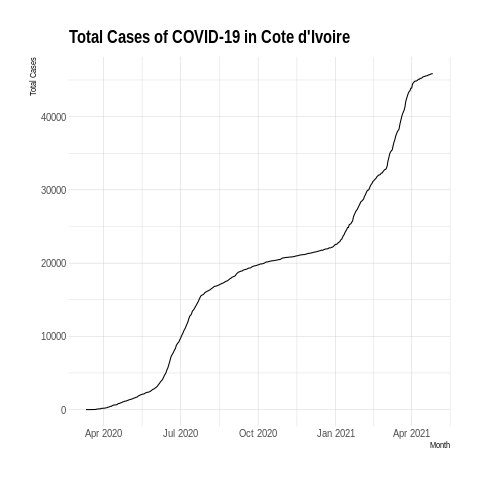 Total Cases of COVID-19 in Cote d'Ivoire
Total Cases
40000
30000
20000
10000
0
Apr 2020 Jul 2020 Oct 2020 Jan 2021 Apr 2021
Month